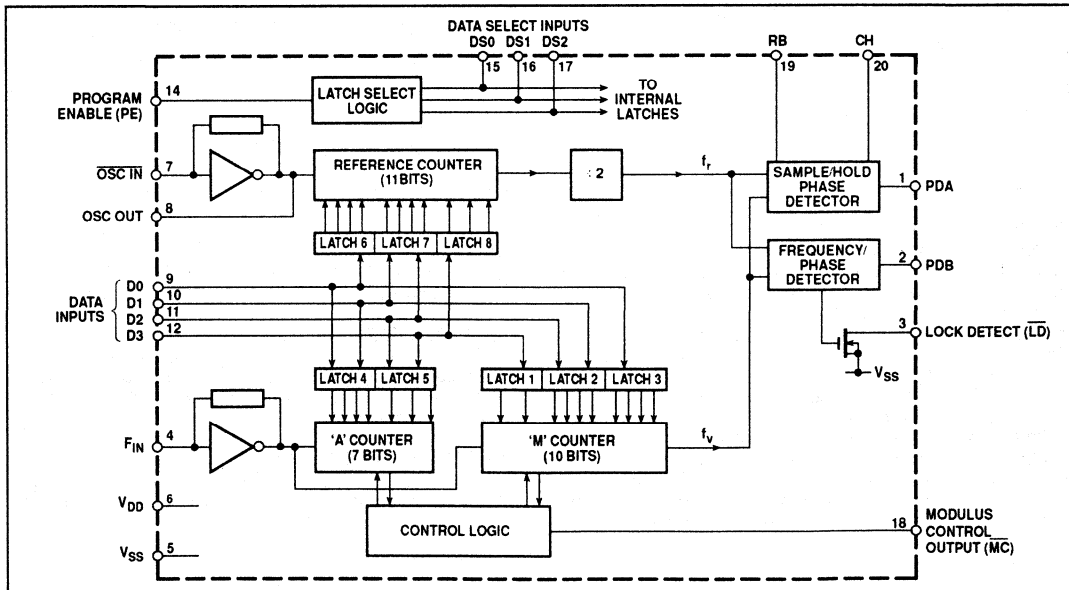 DATA SELECT INPUTS
DS0 DS1 DS2
15 16 17
RB
19
CH
20
PROGRAM
ENABLE (PE)
14
LATCH SELECT
LOGIC
TO
INTERNAL
LATCHES
OSC IN
7
OSC OUT
8
REFERENCE COUNTER
(11BITS)
÷ 2
fr
SAMPLE/HOLD
PHASE
DETECTOR
1
PDA
LATCH 6 LATCH 7 LATCH 8
FREQUENCY/
PHASE
DETECTOR
2
PDB
DATA
INPUTS
D0
9
D1
10
D2
11
D3
12
3
LOCK DETECT (LD)
VSS
LATCH 4 LATCH 5
LATCH 1 LATCH 2 LATCH 3
FIN
4
'A' COUNTER
(7 BITS)
'M' COUNTER
(10 BITS)
fv
VDD
6
VSS
5
CONTROL LOGIC
18
MODULUS
CONTROL
OUTPUT (MC)